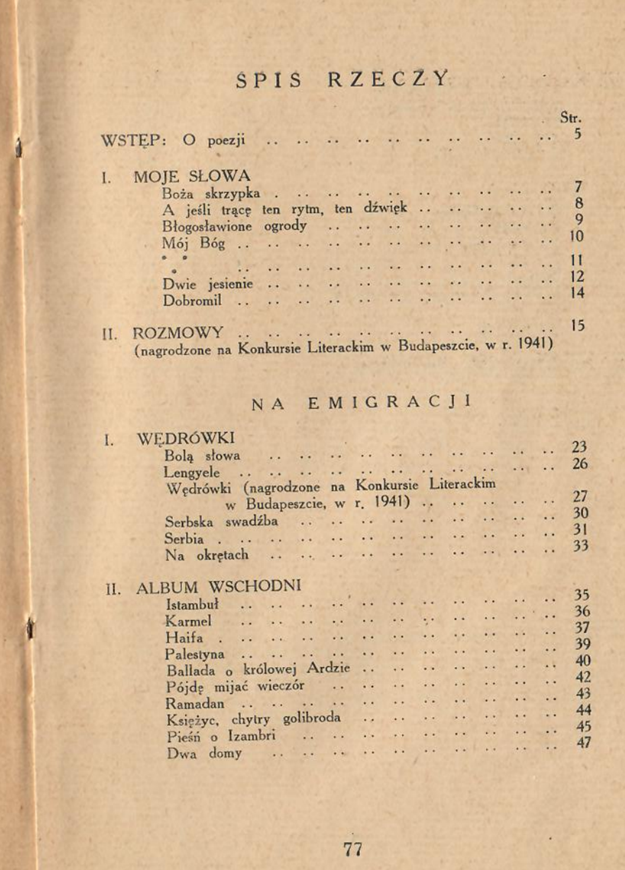 SPIS RZECZY
Str.
WSTĘP: O poezji .. .. .. .. .. .. .. .. .. .. 5
I. MOJE SŁOWA
Boża skrzypka . .. .. .. .. .. .. .. .. .. 7
A jeśli trącę ten rytm, ten dźwięk .. .. .. .. .. 8
Błogosławione ogrody .. .. .. .. .. .. .. .. 9
Mój Bóg .. .. .. .. .. .. .. .. .. .. .. 10
* *
* .. .. .. .. .. .. .. .. .. .. .. 11
Dwie jesienie .. .. .. .. .. .. .. .. .. .. 12
Dobromil .. .. .. .. .. .. .. .. .. .. .. 14
II. ROZMOWY .. .. .. .. .. .. .. .. .. .. .. 15
(nagrodzone na Konkursie Literackim w Budapeszcie, w r. 1941)
NA EMIGRACJI
I. WĘDRÓWKI
Bolą słowa .. .. .. .. .. .. .. .. .. .. 23
Lengyele .. .. .. .. .. .. .. .. .. .. .. 26
Wędrówki (nagrodzone na Konkursie Literackim
w Budapeszcie, w r. 1941) .. .. .. .. .. 27
Serbska swadźba .. .. .. .. .. .. .. .. .. 30
Serbia . .. .. .. .. .. .. .. .. .. .. .. 31
Na okrętach .. .. .. .. .. .. .. .. .. .. 33
II. ALBUM WSCHODNI
Istambuł .. .. .. .. .. .. .. .. .. .. .. 35
Karmel .. .. .. .. .. .. .. .. .. .. .. 36
Haifa . .. .. .. .. .. .. .. .. .. .. .. 37
Palestyna .. .. .. .. .. .. .. .. .. .. .. 39
Ballada o królowej Ardzie .. .. .. .. .. .. .. 40
Pójdę mijać wieczór .. .. .. .. .. .. .. .. 42
Ramadan .. .. .. .. .. .. .. .. .. .. .. 43
Księżyc, chytry golibroda .. .. .. .. .. .. .. 44
Pieśń o Izambri .. .. .. .. .. .. .. .. .. 45
Dwa domy .. .. .. .. .. .. .. .. .. .. 47
77